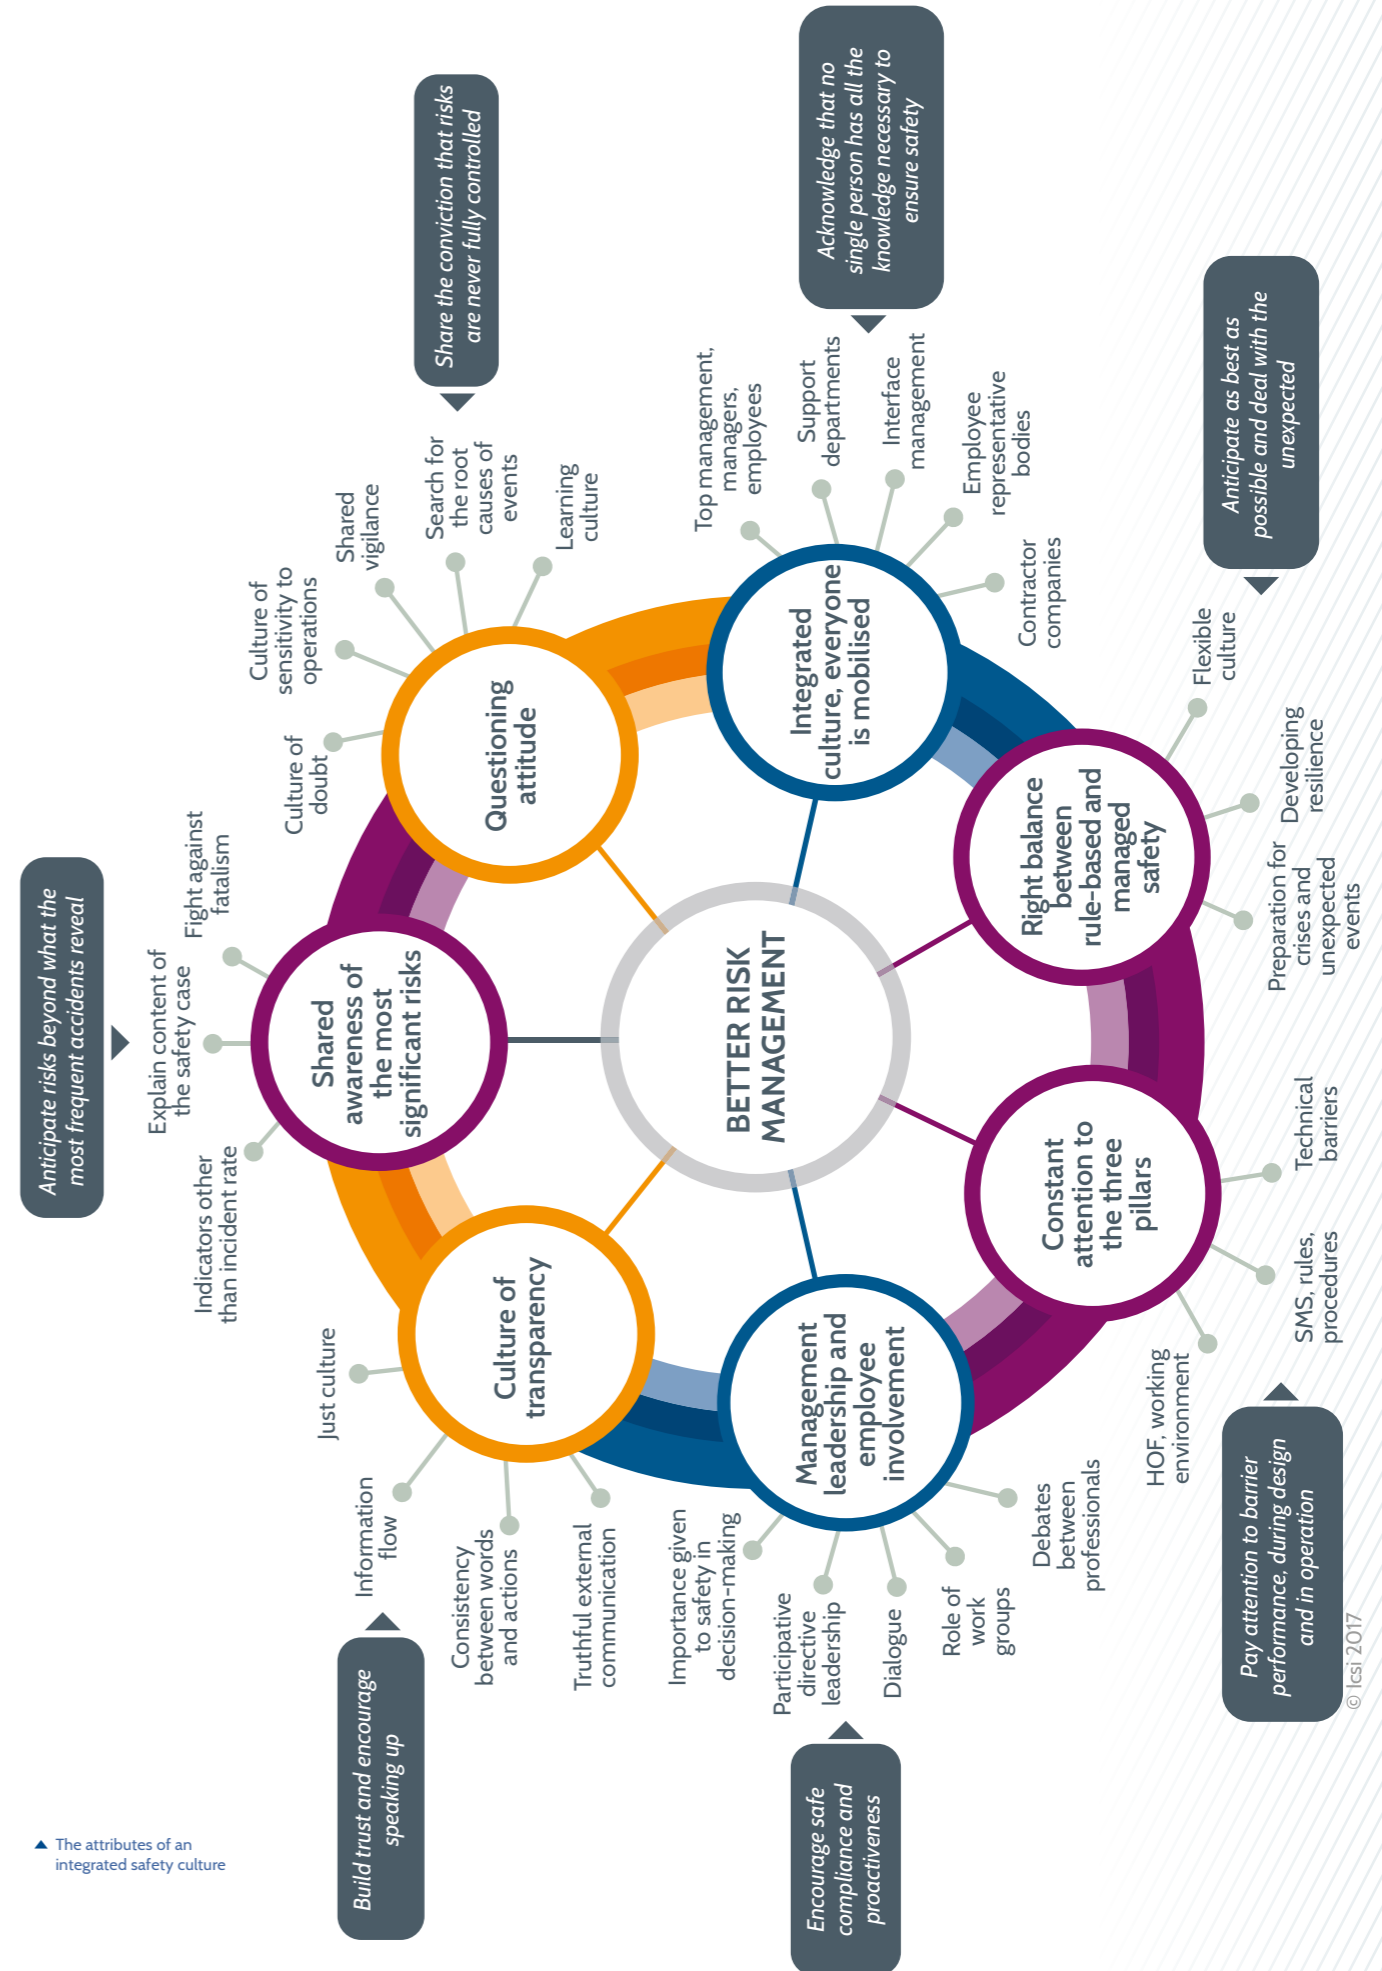 Anticipate risks beyond what the
most frequent accidents reveal
Explain content of
the safety case
Indicators other
than incident rate
Fight against
fatalism
Shared
awareness of
the most
significant risks
Share the conviction that risks
are never fully controlled
Culture of
doubt
Culture of
sensitivity to
operations
Shared
vigilance
Search for
the root
causes of
events
Learning
culture
Questioning
attitude
Acknowledge that no
single person has all the
knowledge necessary to
ensure safety
Top management,
managers,
employees
Support
departments
Interface
management
Employee
representative
bodies
Contractor
companies
Integrated
culture, everyone
is mobilised
Anticipate as best as
possible and deal with the
unexpected
Flexible
culture
Developing
resilience
Preparation for
crises and
unexpected
events
Right balance
between
rule-based and
managed
safety
Technical
barriers
SMS, rules,
procedures
HOF, working
environment
Constant
attention to
the three
pillars
Pay attention to barrier
performance, during design
and in operation
Debates
between
professionals
Role of
work
groups
Dialogue
Participative
directive
leadership
Importance given
to safety in
decision-making
Management
leadership and
employee
involvement
Encourage safe
compliance and
proactiveness
Truthful external
communication
Consistency
between words
and actions
Information
flow
Just culture
Culture of
transparency
Build trust and encourage
speaking up
BETTER RISK
MANAGEMENT
© Icsi 2017
The attributes of an
integrated safety culture